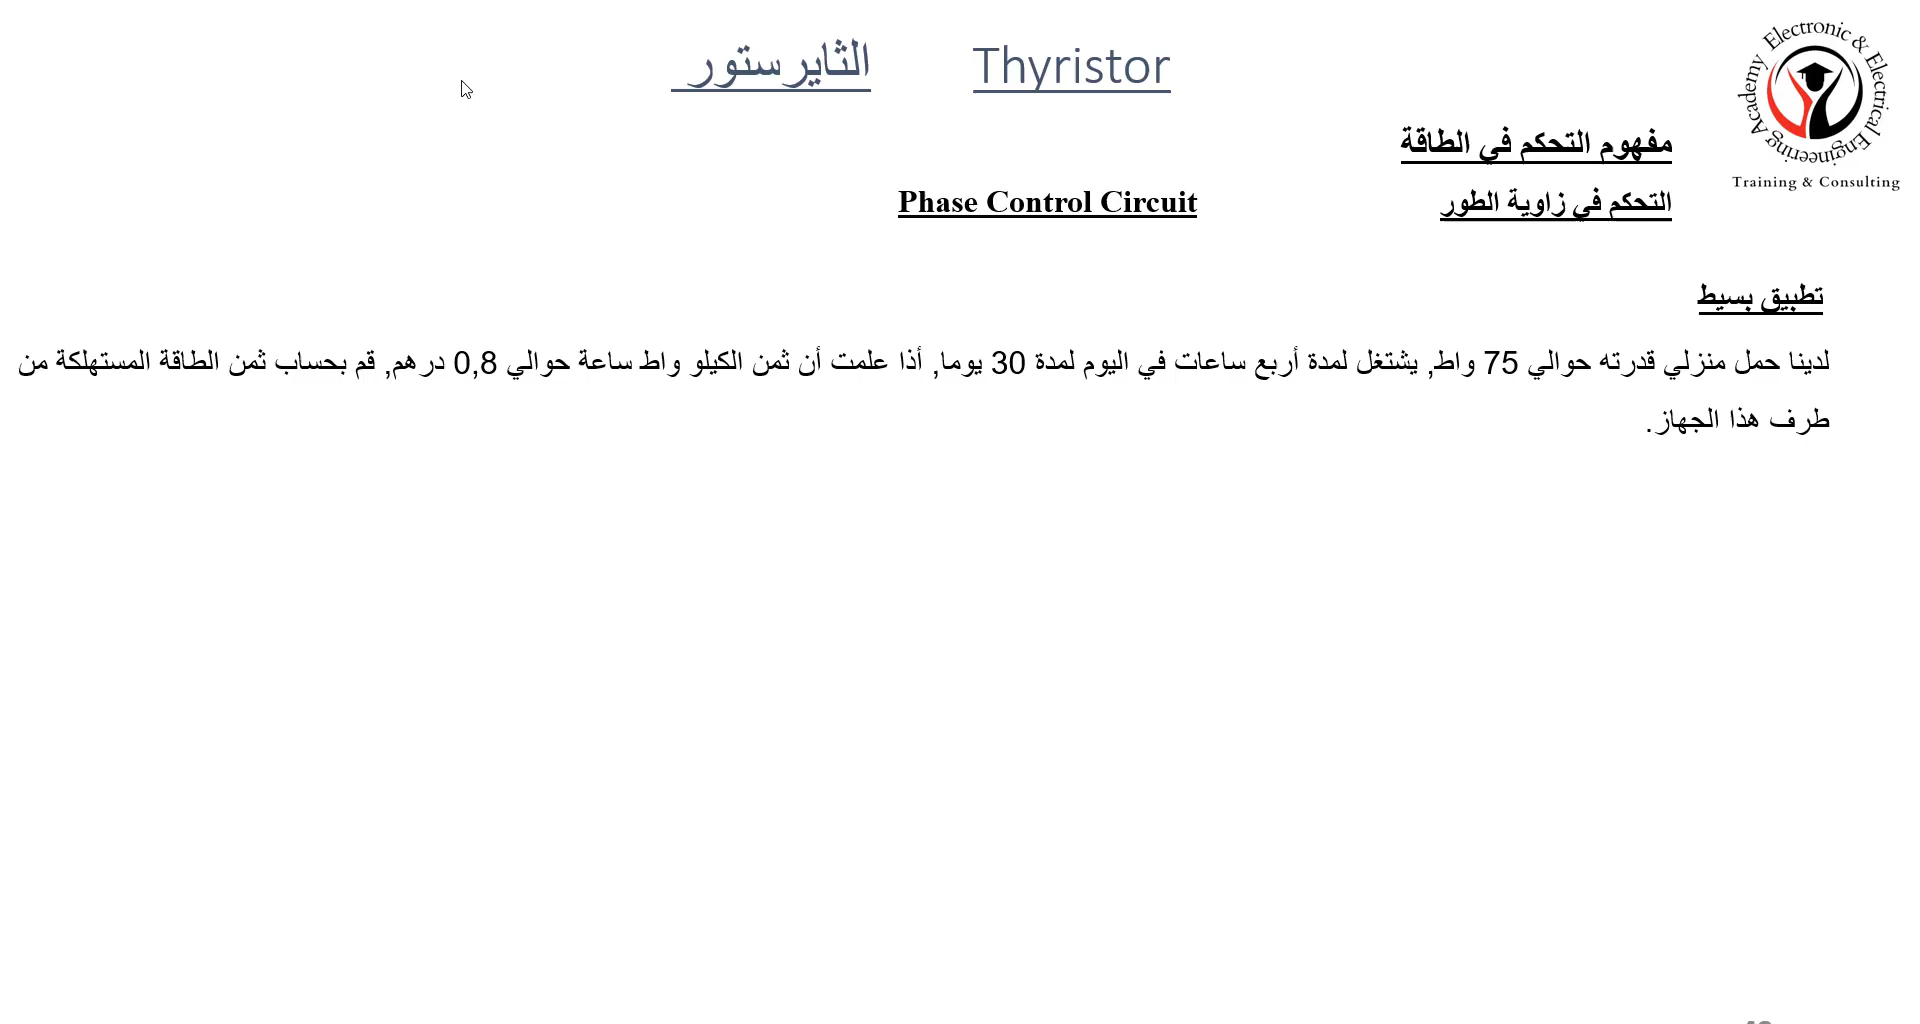 الثايرستور Thyristor
Electronic & Electrical Engineering Academy
Training & Consulting
مفهوم التحكم في الطاقة
التحكم في زاوية الطور Phase Control Circuit
تطبيق بسيط
لدينا حمل منزلي قدرته حوالي 75 واط, يشتغل لمدة أربع ساعات في اليوم لمدة 30 يوما, أذا علمت أن ثمن الكيلو واط ساعة حوالي 0,8 درهم, قم بحساب ثمن الطاقة المستهلكة من
طرف هذا الجهاز.